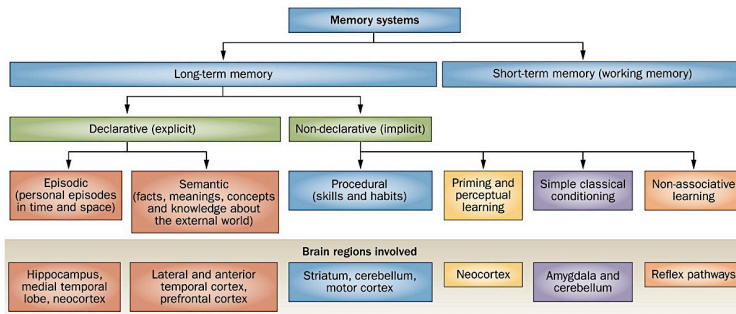 Memory systems
Long-term memory
Short-term memory (working memory)
Declarative (explicit)
Non-declarative (implicit)
Episodic
(personal episodes
in time and space)
Semantic
(facts, meanings, concepts
and knowledge about
the external world)
Procedural
(skills and habits)
Priming and
perceptual
learning
Simple classical
conditioning
Non-associative
learning
Brain regions involved
Hippocampus,
medial temporal
lobe, neocortex
Lateral and anterior
temporal cortex,
prefrontal cortex
Striatum, cerebellum,
motor cortex
Neocortex
Amygdala and
cerebellum
Reflex pathways